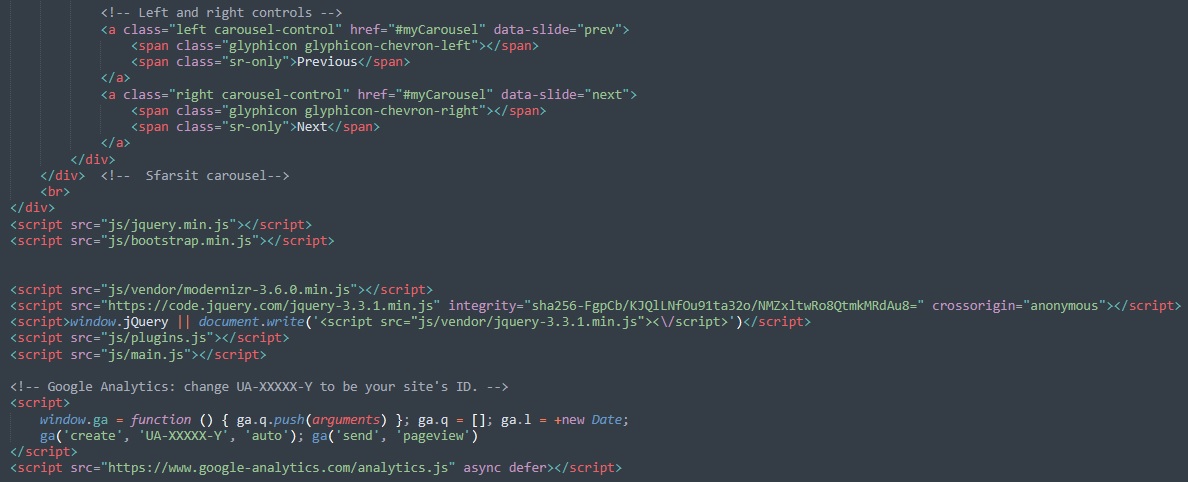 <!-- Left and right controls -->
<a class="left carousel-control" href="#myCarousel" data-slide="prev">
<span class="glyphicon glyphicon-chevron-left"></span>
<span class="sr-only">Previous</span>
</a>
<a class="right carousel-control" href="#myCarousel" data-slide="next">
<span class="glyphicon glyphicon-chevron-right"></span>
<span class="sr-only">Next</span>
</a>
</div>
</div>  <!--  Sfarsit carousel-->
<br>
</div>
<script src="js/jquery.min.js"></script>
<script src="js/bootstrap.min.js"></script>
<script src="js/vendor/modernizr-3.6.0.min.js"></script>
<script src="https://code.jquery.com/jquery-3.3.1.min.js" integrity="sha256-FgpCb/KJQlLNfOu91ta32o/NMZxltwRo8QtmkMRdAu8=" crossorigin="anonymous"></script>
<script>window.jQuery || document.write('<script src="js/vendor/jquery-3.3.1.min.js"><\/script>')</script>
<script src="js/plugins.js"></script>
<script src="js/main.js"></script>
<!-- Google Analytics: change UA-XXXXX-Y to be your site's ID. -->
<script>
window.ga = function () { ga.q.push(arguments) }; ga.q = []; ga.l = +new Date;
ga('create', 'UA-XXXXX-Y', 'auto'); ga('send', 'pageview')
</script>
<script src="https://www.google-analytics.com/analytics.js" async defer></script>